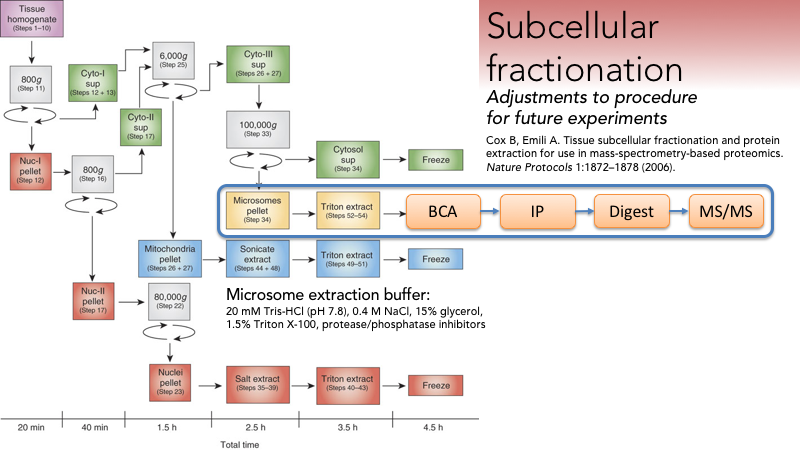 Subcellular
fractionation
Adjustments to procedure
for future experiments
Cox B, Emili A. Tissue subcellular fractionation and protein
extraction for use in mass-spectrometry-based proteomics.
Nature Protocols 1:1872–1878 (2006).
Tissue
homogenate
(Steps 1–10)
800g
(Step 11)
Cyto-I
sup
(Steps 12 + 13)
6,000g
(Step 25)
Cyto-III
sup
(Steps 26 + 27)
Cyto-II
sup
(Step 17)
100,000g
(Step 33)
Nuc-I
pellet
(Step 12)
800g
(Step 16)
Cytosol
sup
(Step 34)
Freeze
Microsomes
pellet
(Step 34)
Triton extract
(Steps 52–54)
BCA
IP
Digest
MS/MS
Mitochondria
pellet
(Steps 26 + 27)
Sonicate
extract
(Steps 44 + 48)
Triton extract
(Steps 49–51)
Freeze
Nuc-II
pellet
(Step 17)
80,000g
(Step 22)
Microsome extraction buffer:
20 mM Tris-HCl (pH 7.8), 0.4 M NaCl, 15% glycerol,
1.5% Triton X-100, protease/phosphatase inhibitors
Nuclei
pellet
(Step 23)
Salt extract
(Steps 35–39)
Triton extract
(Steps 40–43)
Freeze
20 min
40 min
1.5 h
2.5 h
3.5 h
4.5 h
Total time